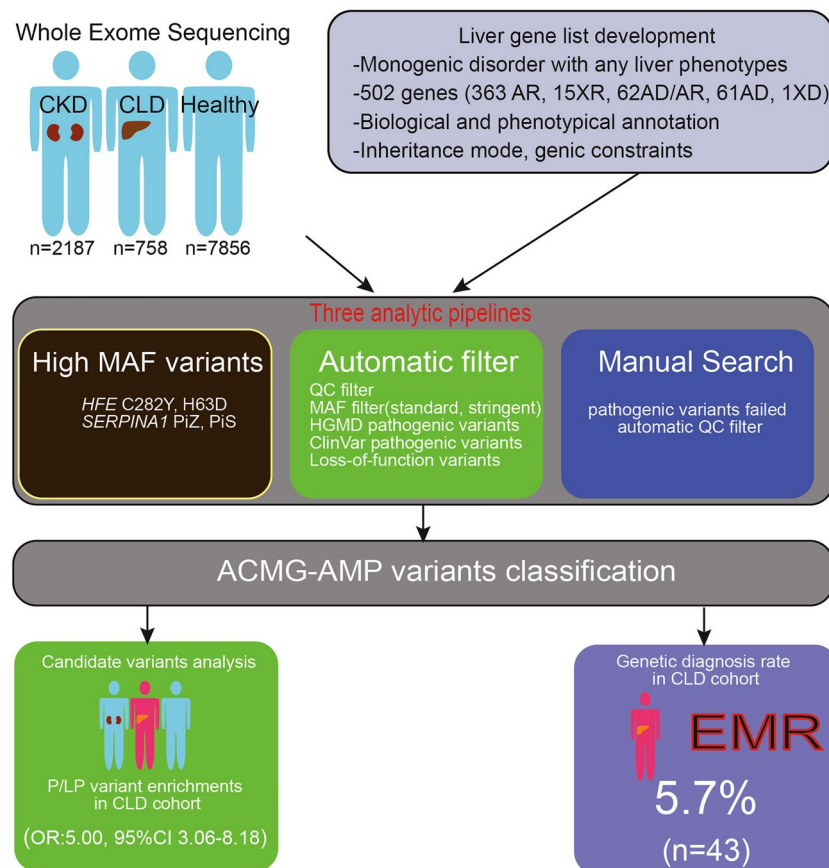 Whole Exome Sequencing
CKD CLD Healthy
n=2187 n=758 n=7856
Liver gene list development
-Monogenic disorder with any liver phenotypes
-502 genes (363 AR, 15XR, 62AD/AR, 61AD, 1XD)
-Biological and phenotypical annotation
-Inheritance mode, genic constraints
Three analytic pipelines
High MAF variants
HFE C282Y, H63D
SERPINA1 PiZ, PiS
Automatic filter
QC filter
MAF filter(standard, stringent)
HGMD pathogenic variants
ClinVar pathogenic variants
Loss-of-function variants
Manual Search
pathogenic variants failed
automatic QC filter
ACMG-AMP variants classification
Candidate variants analysis
P/LP variant enrichments
in CLD cohort
(OR:5.00, 95%CI 3.06-8.18)
Genetic diagnosis rate
in CLD cohort
EMR
5.7%
(n=43)